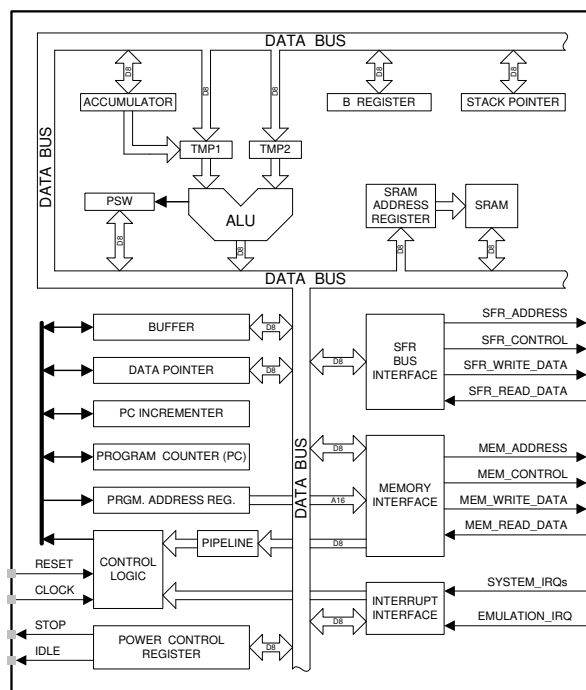 DATA BUS
D8
D8
D8
D8
D8
ACCUMULATOR
B REGISTER
STACK POINTER
DATA BUS
TMP1
TMP2
PSW
ALU
SRAM
ADDRESS
REGISTER
SRAM
D8
D8
D8
D8
DATA BUS
BUFFER
D8
DATA POINTER
D8
PC INCREMENTER
PROGRAM COUNTER (PC)
PRGM. ADDRESS REG.
A16
DATA BUS
D8
SFR
BUS
INTERFACE
SFR_ADDRESS
SFR_CONTROL
SFR_WRITE_DATA
SFR_READ_DATA
D8
MEMORY
INTERFACE
MEM_ADDRESS
MEM_CONTROL
MEM_WRITE_DATA
MEM_READ_DATA
RESET
CLOCK
CONTROL
LOGIC
PIPELINE
D8
STOP
IDLE
POWER CONTROL
REGISTER
D8
D8
INTERRUPT
INTERFACE
SYSTEM_IRQs
EMULATION_IRQ